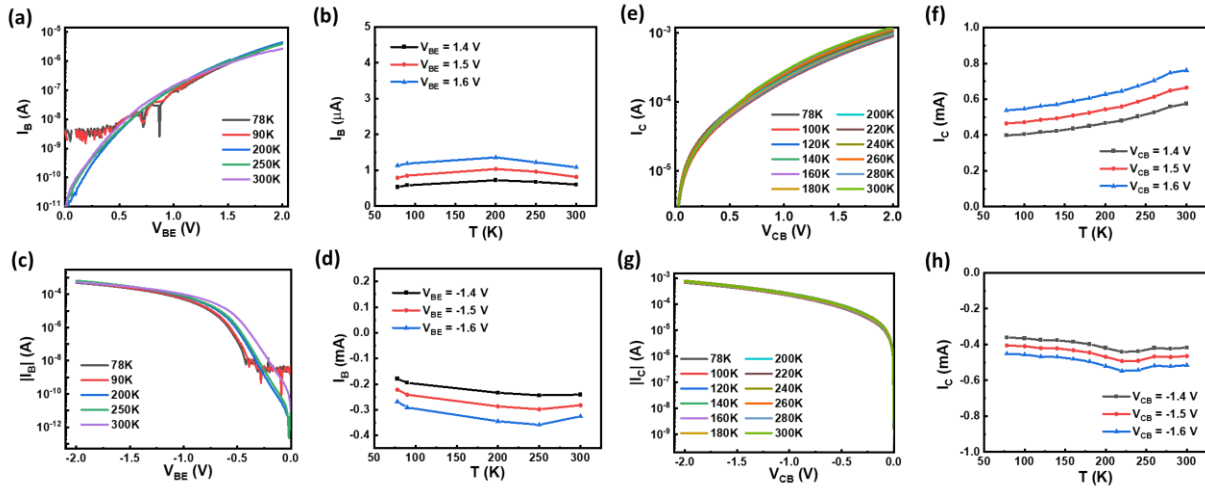 (a)
10⁻⁵
10⁻⁶
10⁻⁷
10⁻⁸
10⁻⁹
10⁻¹⁰
10⁻¹¹
I_B (A)
78K
90K
200K
250K
300K
0.0 0.5 1.0 1.5 2.0
V_BE (V)
(b)
5
4
3
2
1
0
I_B (μA)
V_BE = 1.4 V
V_BE = 1.5 V
V_BE = 1.6 V
50 100 150 200 250 300
T (K)
(e)
10⁻³
10⁻⁴
10⁻⁵
I_C (A)
78K 200K
100K 220K
120K 240K
140K 260K
160K 280K
180K 300K
0.0 0.5 1.0 1.5 2.0
V_CB (V)
(f)
1.0
0.8
0.6
0.4
0.2
0.0
I_C (mA)
V_CB = 1.4 V
V_CB = 1.5 V
V_CB = 1.6 V
50 100 150 200 250 300
T (K)
(c)
10⁻⁴
10⁻⁶
10⁻⁸
10⁻¹⁰
10⁻¹²
|I_B| (A)
78K
90K
200K
250K
300K
-2.0 -1.5 -1.0 -0.5 0.0
V_BE (V)
(d)
0.2
0.1
0.0
-0.1
-0.2
-0.3
-0.4
I_B (mA)
V_BE = -1.4 V
V_BE = -1.5 V
V_BE = -1.6 V
50 100 150 200 250 300
T (K)
(g)
10⁻³
10⁻⁴
10⁻⁵
10⁻⁶
10⁻⁷
10⁻⁸
10⁻⁹
|I_C| (A)
78K 200K
100K 220K
120K 240K
140K 260K
160K 280K
180K 300K
-2.0 -1.5 -1.0 -0.5 0.0
V_CB (V)
(h)
0.0
-0.2
-0.4
-0.6
-0.8
-1.0
I_C (mA)
V_CB = -1.4 V
V_CB = -1.5 V
V_CB = -1.6 V
50 100 150 200 250 300
T (K)